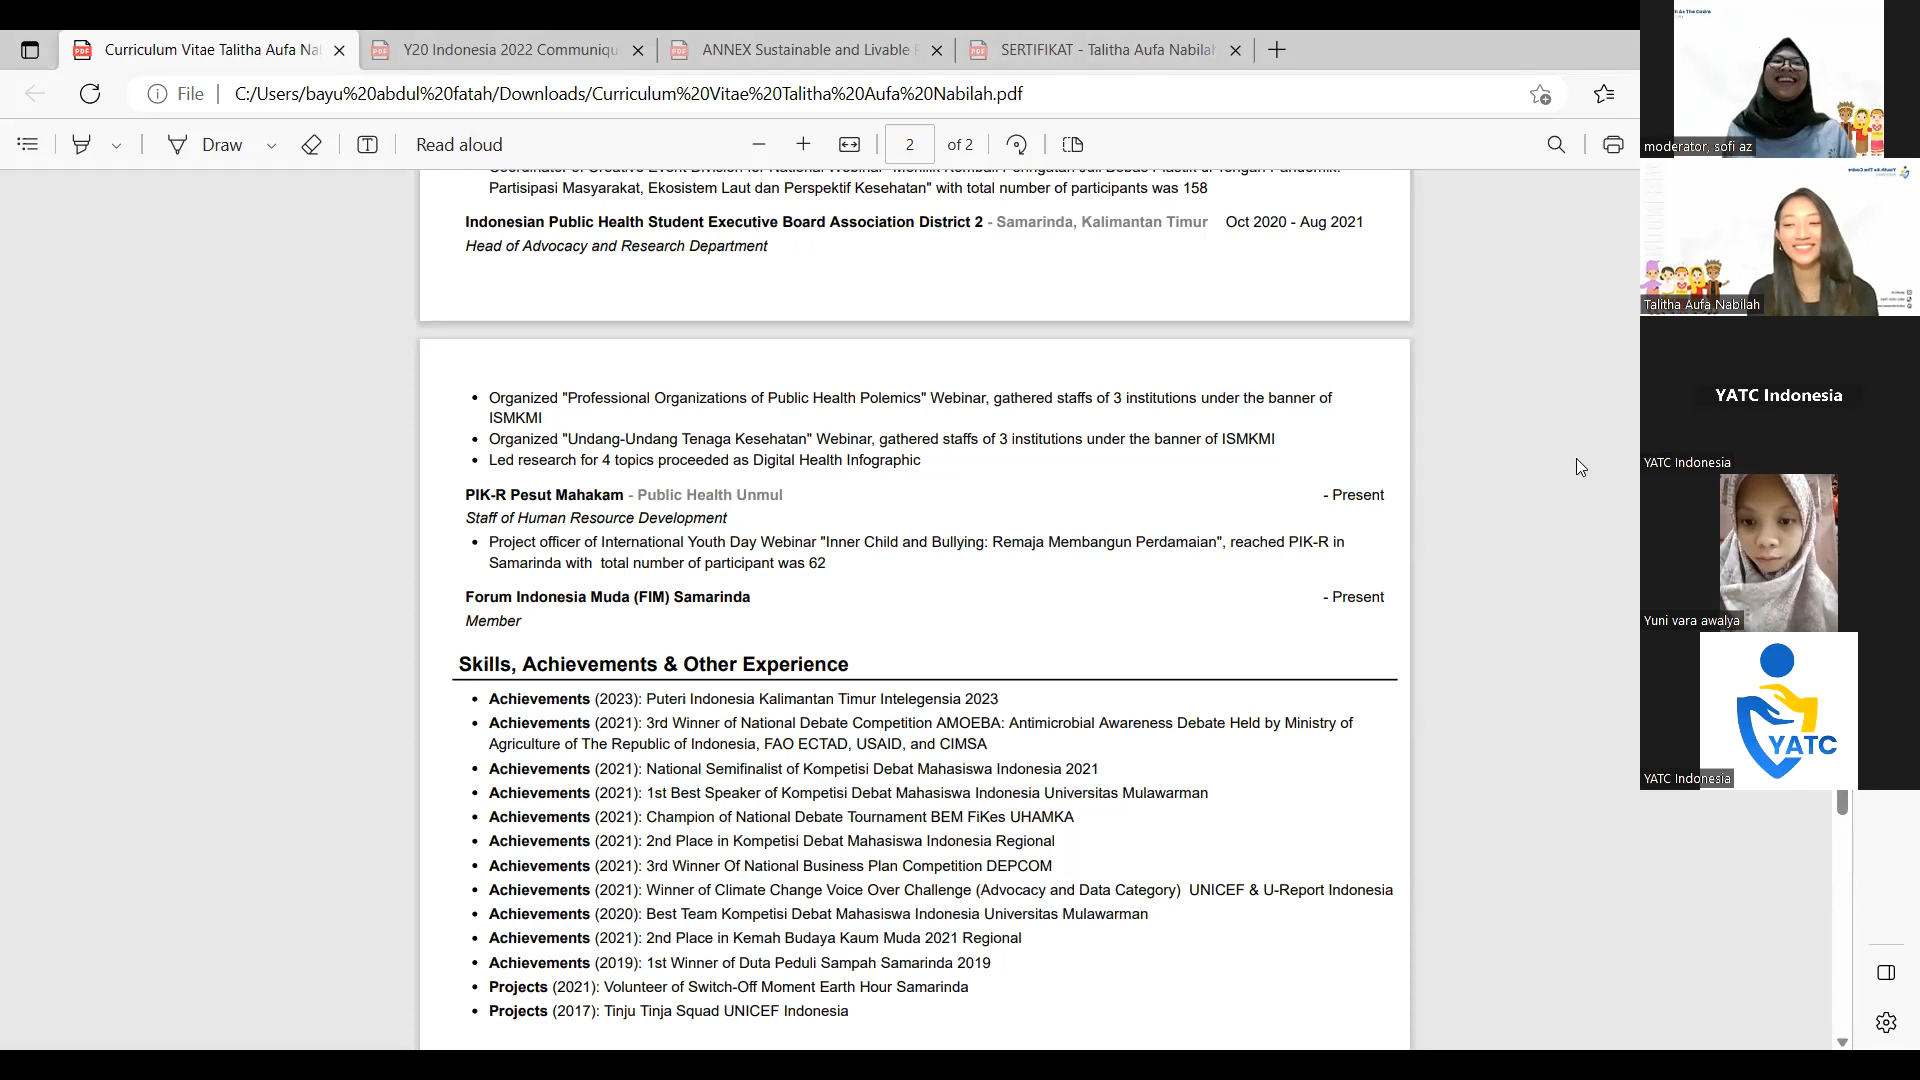 Curriculum Vitae Talitha Aufa Na
Y20 Indonesia 2022 Communiqu
ANNEX Sustainable and Livable
SERTIFIKAT - Talitha Aufa Nabilah
File
C:/Users/bayu%20abdul%20fatah/Downloads/Curriculum%20Vitae%20Talitha%20Aufa%20Nabilah.pdf
Draw
Read aloud
2 of 2
Partisipasi Masyarakat, Ekosistem Laut dan Perspektif Kesehatan" with total number of participants was 158
Indonesian Public Health Student Executive Board Association District 2 - Samarinda, Kalimantan Timur Oct 2020 - Aug 2021
Head of Advocacy and Research Department
Organized "Professional Organizations of Public Health Polemics" Webinar, gathered staffs of 3 institutions under the banner of
ISMKMI
Organized "Undang-Undang Tenaga Kesehatan" Webinar, gathered staffs of 3 institutions under the banner of ISMKMI
Led research for 4 topics proceeded as Digital Health Infographic
PIK-R Pesut Mahakam - Public Health Unmul - Present
Staff of Human Resource Development
Project officer of International Youth Day Webinar "Inner Child and Bullying: Remaja Membangun Perdamaian", reached PIK-R in
Samarinda with total number of participant was 62
Forum Indonesia Muda (FIM) Samarinda - Present
Member
Skills, Achievements & Other Experience
Achievements (2023): Puteri Indonesia Kalimantan Timur Intelegensia 2023
Achievements (2021): 3rd Winner of National Debate Competition AMOEBA: Antimicrobial Awareness Debate Held by Ministry of
Agriculture of The Republic of Indonesia, FAO ECTAD, USAID, and CIMSA
Achievements (2021): National Semifinalist of Kompetisi Debat Mahasiswa Indonesia 2021
Achievements (2021): 1st Best Speaker of Kompetisi Debat Mahasiswa Indonesia Universitas Mulawarman
Achievements (2021): Champion of National Debate Tournament BEM FiKes UHAMKA
Achievements (2021): 2nd Place in Kompetisi Debat Mahasiswa Indonesia Regional
Achievements (2021): 3rd Winner Of National Business Plan Competition DEPCOM
Achievements (2021): Winner of Climate Change Voice Over Challenge (Advocacy and Data Category) UNICEF & U-Report Indonesia
Achievements (2020): Best Team Kompetisi Debat Mahasiswa Indonesia Universitas Mulawarman
Achievements (2021): 2nd Place in Kemah Budaya Kaum Muda 2021 Regional
Achievements (2019): 1st Winner of Duta Peduli Sampah Samarinda 2019
Projects (2021): Volunteer of Switch-Off Moment Earth Hour Samarinda
Projects (2017): Tinju Tinja Squad UNICEF Indonesia
moderator, sofi az
Talitha Aufa Nabilah
YATC Indonesia
YATC Indonesia
Yuni vara awalya
YATC
YATC Indonesia